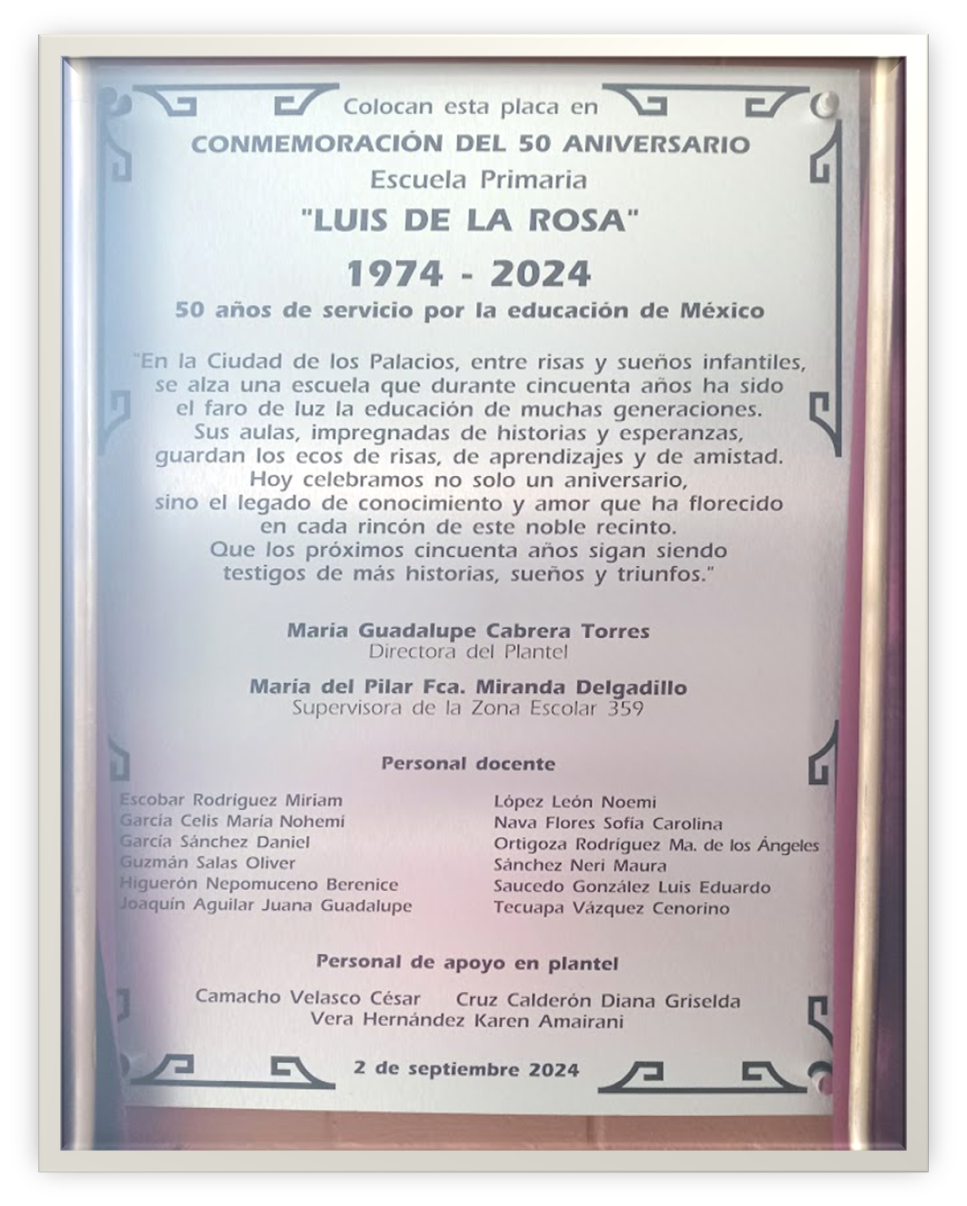 Colocan esta placa en
CONMEMORACIÓN DEL 50 ANIVERSARIO
Escuela Primaria
"LUIS DE LA ROSA"
1974 - 2024
50 años de servicio por la educación de México
"En la Ciudad de los Palacios, entre risas y sueños infantiles,
se alza una escuela que durante cincuenta años ha sido
el faro de luz la educación de muchas generaciones.
Sus aulas, impregnadas de historias y esperanzas,
guardan los ecos de risas, de aprendizajes y de amistad.
Hoy celebramos no solo un aniversario,
sino el legado de conocimiento y amor que ha florecido
en cada rincón de este noble recinto.
Que los próximos cincuenta años sigan siendo
testigos de más historias, sueños y triunfos."
María Guadalupe Cabrera Torres
Directora del Plantel
María del Pilar Fca. Miranda Delgadillo
Supervisora de la Zona Escolar 359
Personal docente
Escobar Rodríguez Miriam
García Celis María Nohemí
García Sánchez Daniel
Guzmán Salas Oliver
Higuerón Nepomuceno Berenice
Joaquín Aguilar Juana Guadalupe
López León Noemi
Nava Flores Sofía Carolina
Ortigoza Rodríguez Ma. de los Ángeles
Sánchez Neri Maura
Saucedo González Luis Eduardo
Tecuapa Vázquez Cenorino
Personal de apoyo en plantel
Camacho Velasco César Cruz Calderón Diana Griselda
Vera Hernández Karen Amairani
2 de septiembre 2024